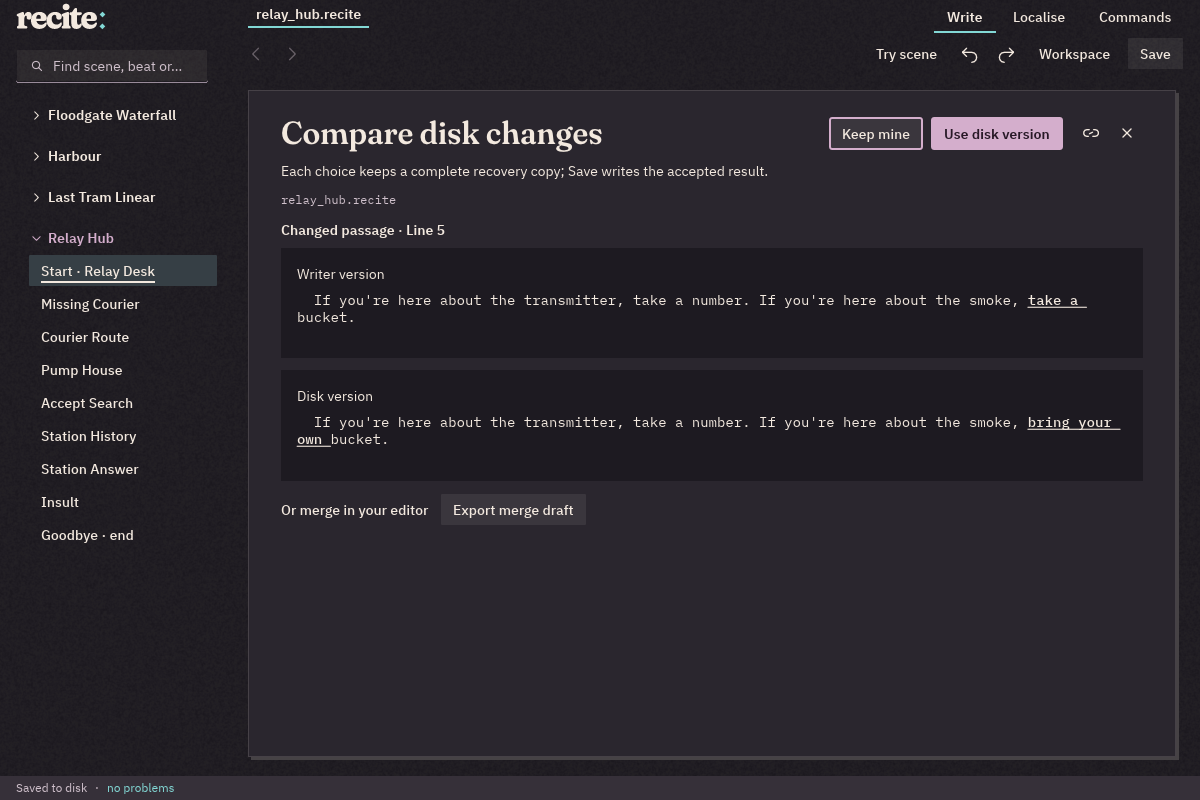 recite:
relay_hub.recite
Write
Localise
Commands
Find scene, beat or...
Try scene
Workspace
Save
Floodgate Waterfall
Harbour
Last Tram Linear
Relay Hub
Start · Relay Desk
Missing Courier
Courier Route
Pump House
Accept Search
Station History
Station Answer
Insult
Goodbye · end
Compare disk changes
Keep mine
Use disk version
Each choice keeps a complete recovery copy; Save writes the accepted result.
relay_hub.recite
Changed passage · Line 5
Writer version
If you're here about the transmitter, take a number. If you're here about the smoke, take a
bucket.
Disk version
If you're here about the transmitter, take a number. If you're here about the smoke, bring your
own bucket.
Or merge in your editor
Export merge draft
Saved to disk · no problems